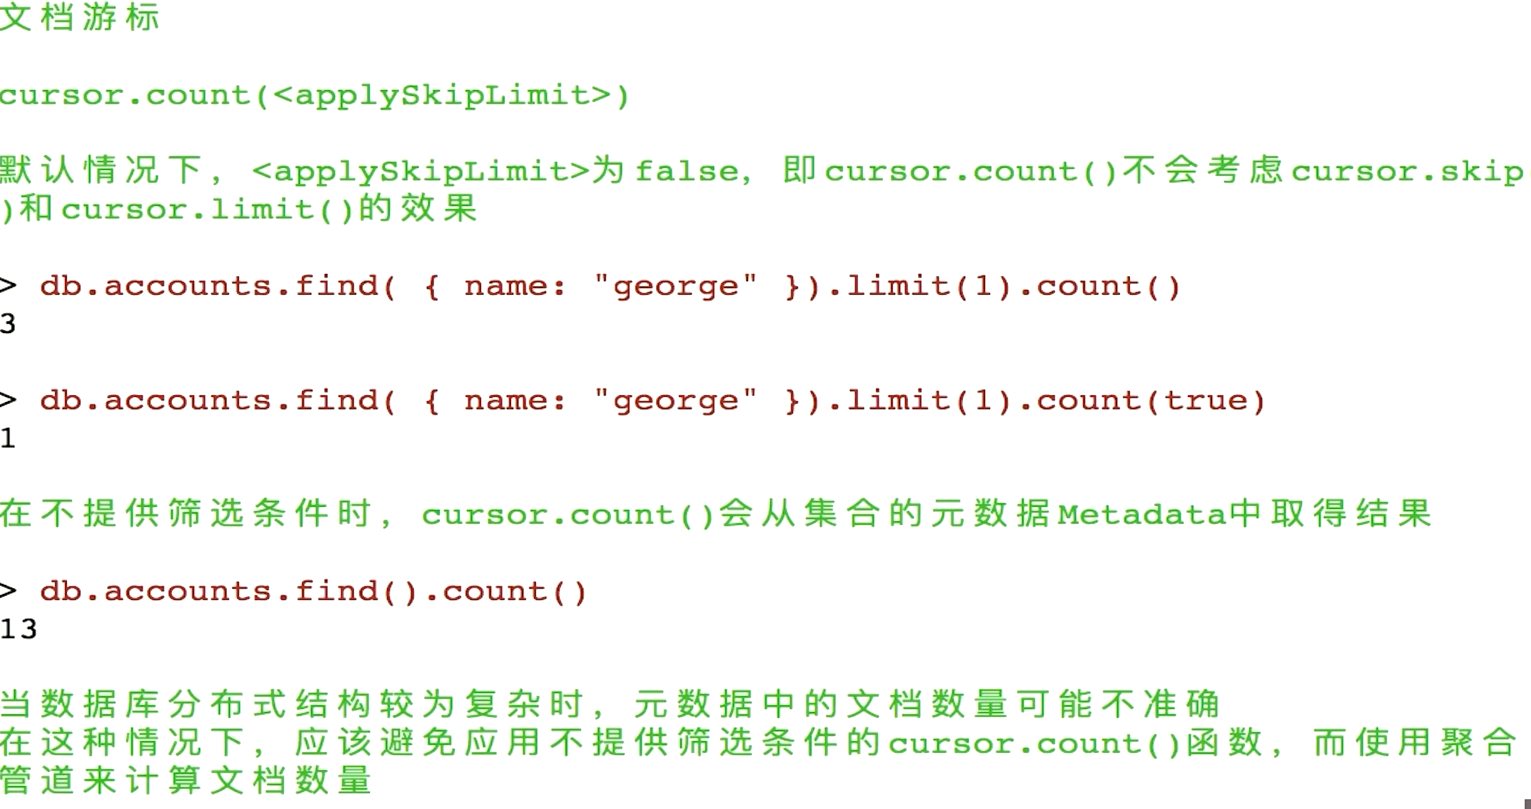 文档游标
cursor.count(<applySkipLimit>)
默认情况下，<applySkipLimit>为false，即cursor.count()不会考虑cursor.skip
)和cursor.limit()的效果
> db.accounts.find( { name: "george" }).limit(1).count()
3
> db.accounts.find( { name: "george" }).limit(1).count(true)
1
在不提供筛选条件时，cursor.count()会从集合的元数据Metadata中取得结果
> db.accounts.find().count()
13
当数据库分布式结构较为复杂时，元数据中的文档数量可能不准确
在这种情况下，应该避免应用不提供筛选条件的cursor.count()函数，而使用聚合
管道来计算文档数量